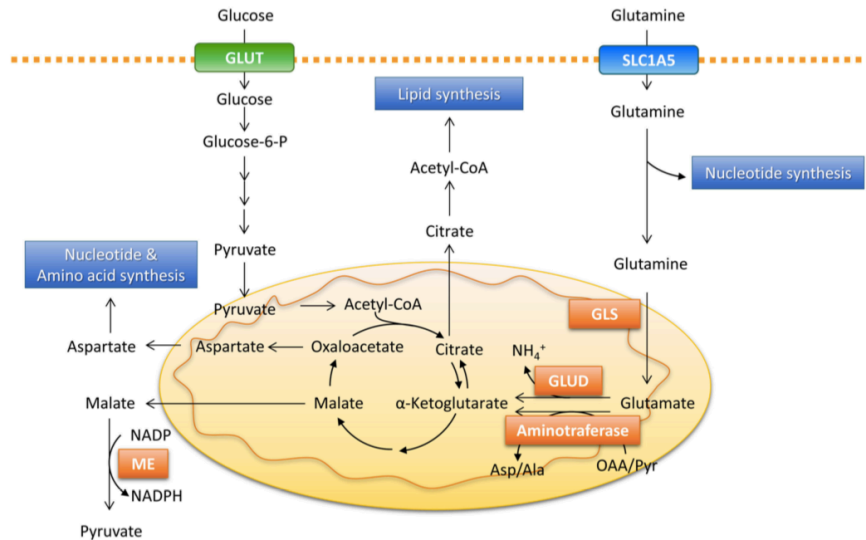 Glucose
Glutamine
GLUT
SLC1A5
Glucose
Glutamine
Lipid synthesis
Glucose-6-P
Acetyl-CoA
Nucleotide synthesis
Citrate
Pyruvate
Glutamine
Nucleotide &
Amino acid synthesis
Pyruvate
Acetyl-CoA
GLS
Aspartate
Aspartate
Oxaloacetate
Citrate
NH₄⁺
GLUD
Malate
Malate
α-Ketoglutarate
Glutamate
Aminotraferase
NADP
ME
Asp/Ala
OAA/Pyr
NADPH
Pyruvate